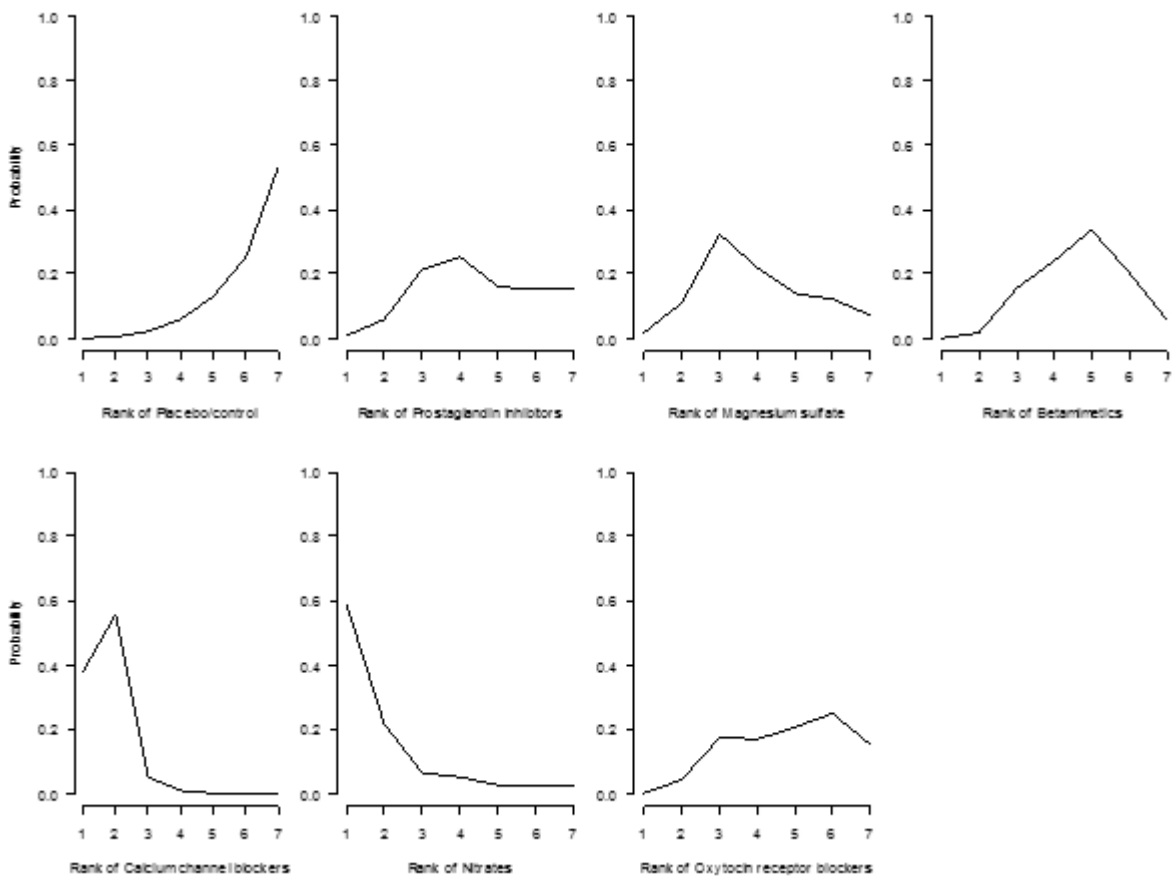 1.0 1.0 1.0 1.0
0.8 0.8 0.8 0.8
0.6 0.6 0.6 0.6
Probability
0.4 0.4 0.4 0.4
0.2 0.2 0.2 0.2
0.0 0.0 0.0 0.0
1 2 3 4 5 6 7 1 2 3 4 5 6 7 1 2 3 4 5 6 7 1 2 3 4 5 6 7
Rank of Placebo/control Rank of Prostaglandin inhibitors Rank of Magnesium sulfate Rank of Betamimetics
1.0 1.0 1.0
0.8 0.8 0.8
0.6 0.6 0.6
Probability
0.4 0.4 0.4
0.2 0.2 0.2
0.0 0.0 0.0
1 2 3 4 5 6 7 1 2 3 4 5 6 7 1 2 3 4 5 6 7
Rank of Calcium channel blockers Rank of Nitrates Rank of Oxytocin receptor blockers